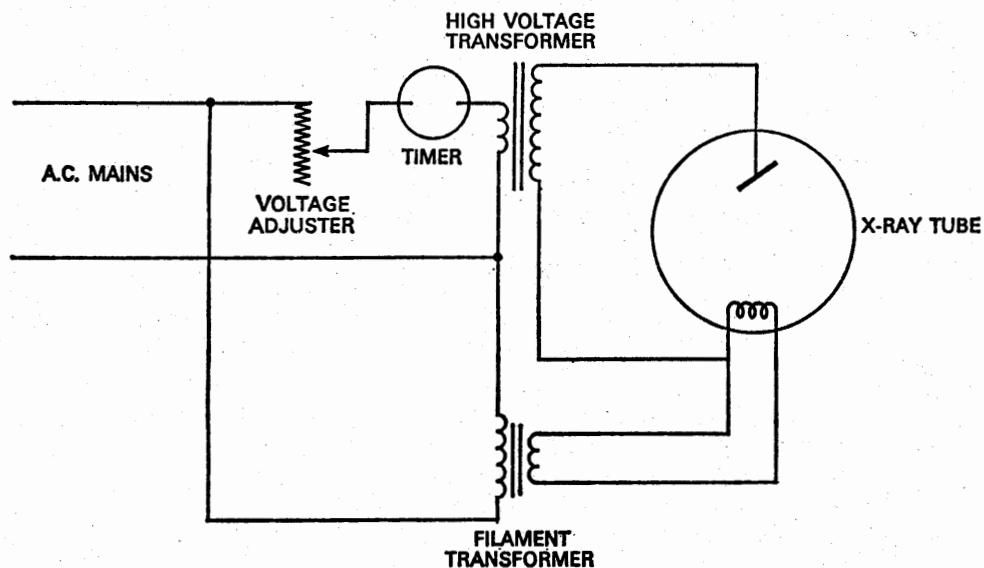 HIGH VOLTAGE
TRANSFORMER
A.C. MAINS
TIMER
VOLTAGE
ADJUSTER
X-RAY TUBE
FILAMENT
TRANSFORMER